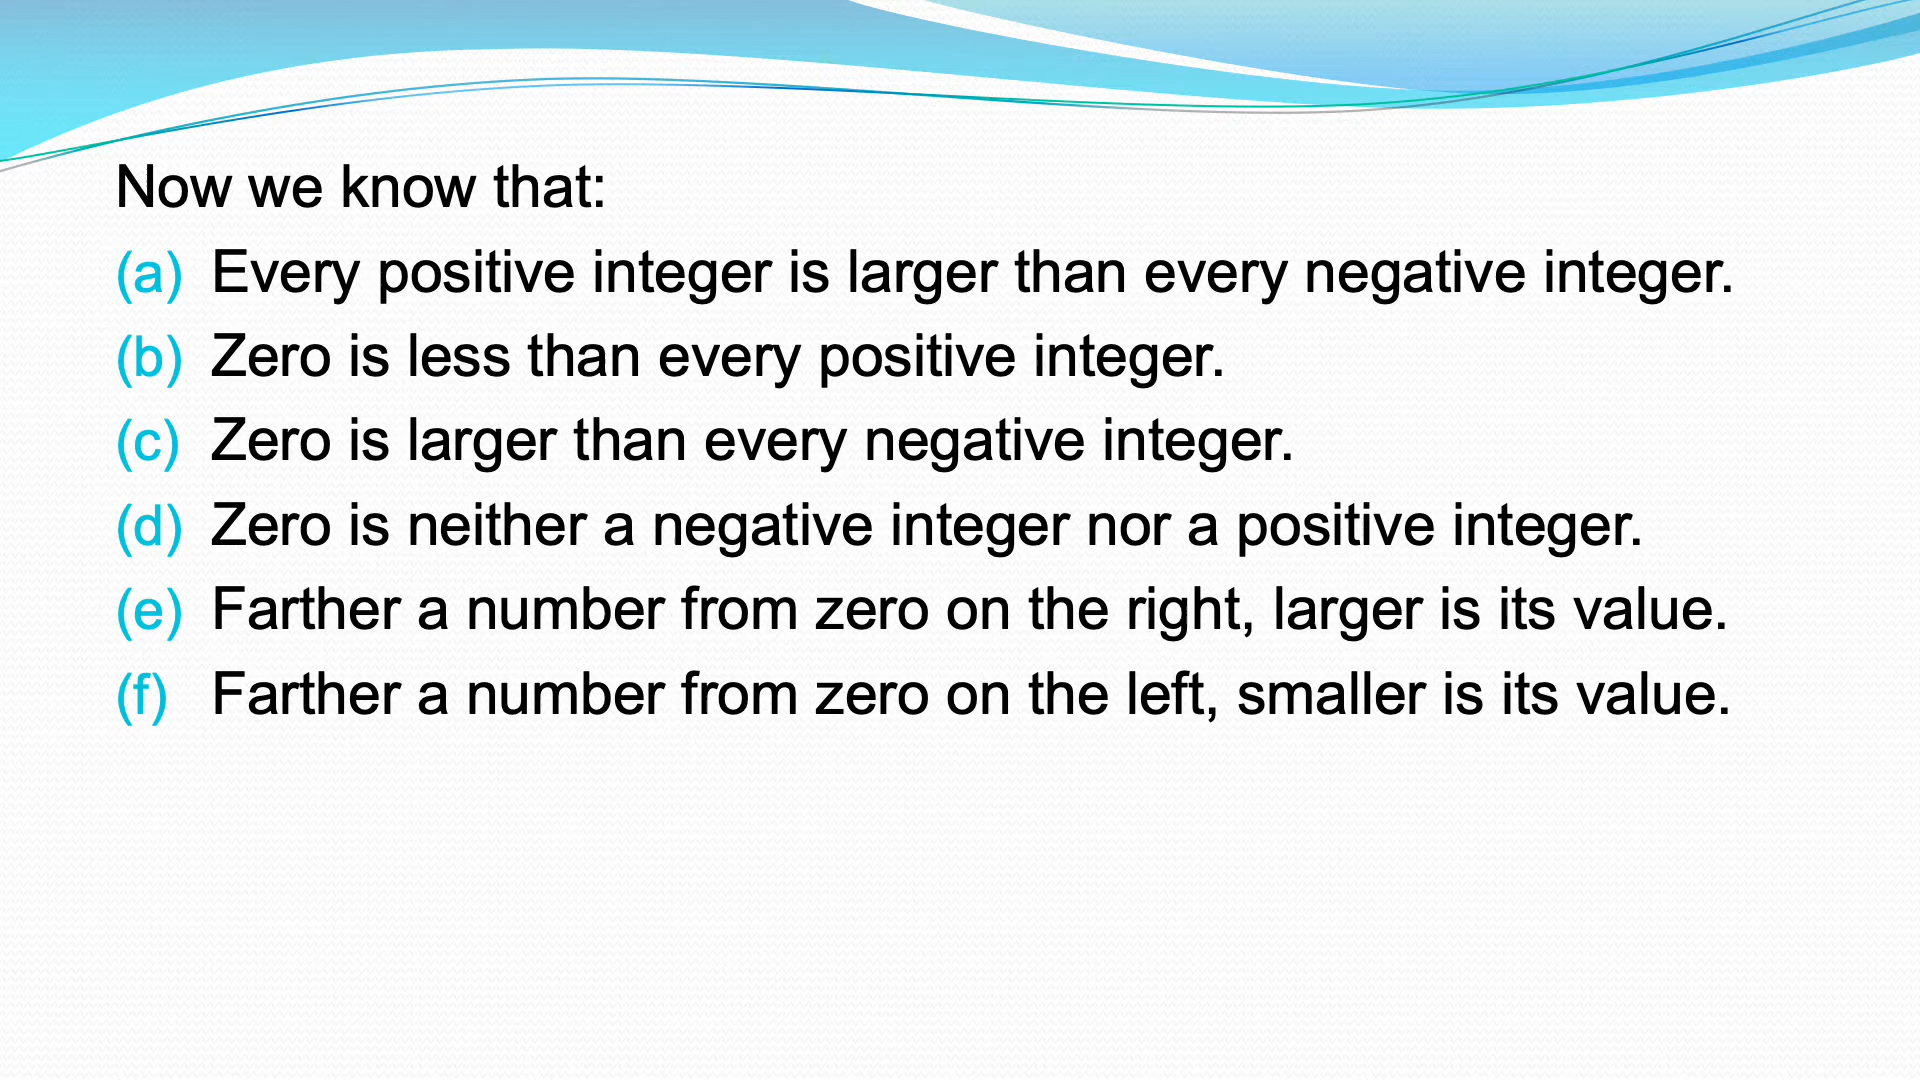 Now we know that:
(a) Every positive integer is larger than every negative integer.
(b) Zero is less than every positive integer.
(c) Zero is larger than every negative integer.
(d) Zero is neither a negative integer nor a positive integer.
(e) Farther a number from zero on the right, larger is its value.
(f) Farther a number from zero on the left, smaller is its value.